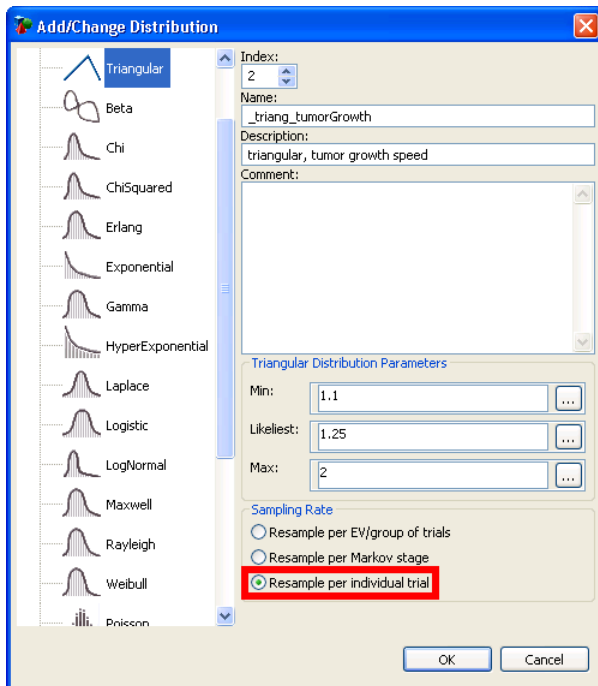 Add/Change Distribution
Triangular
Beta
Chi
ChiSquared
Erlang
Exponential
Gamma
HyperExponential
Laplace
Logistic
LogNormal
Maxwell
Rayleigh
Weibull
Poisson
Index:
2
Name:
_triang_tumorGrowth
Description:
triangular, tumor growth speed
Comment:
Triangular Distribution Parameters
Min:
1.1
...
Likeliest:
1.25
...
Max:
2
...
Sampling Rate
Resample per EV/group of trials
Resample per Markov stage
Resample per individual trial
OK
Cancel